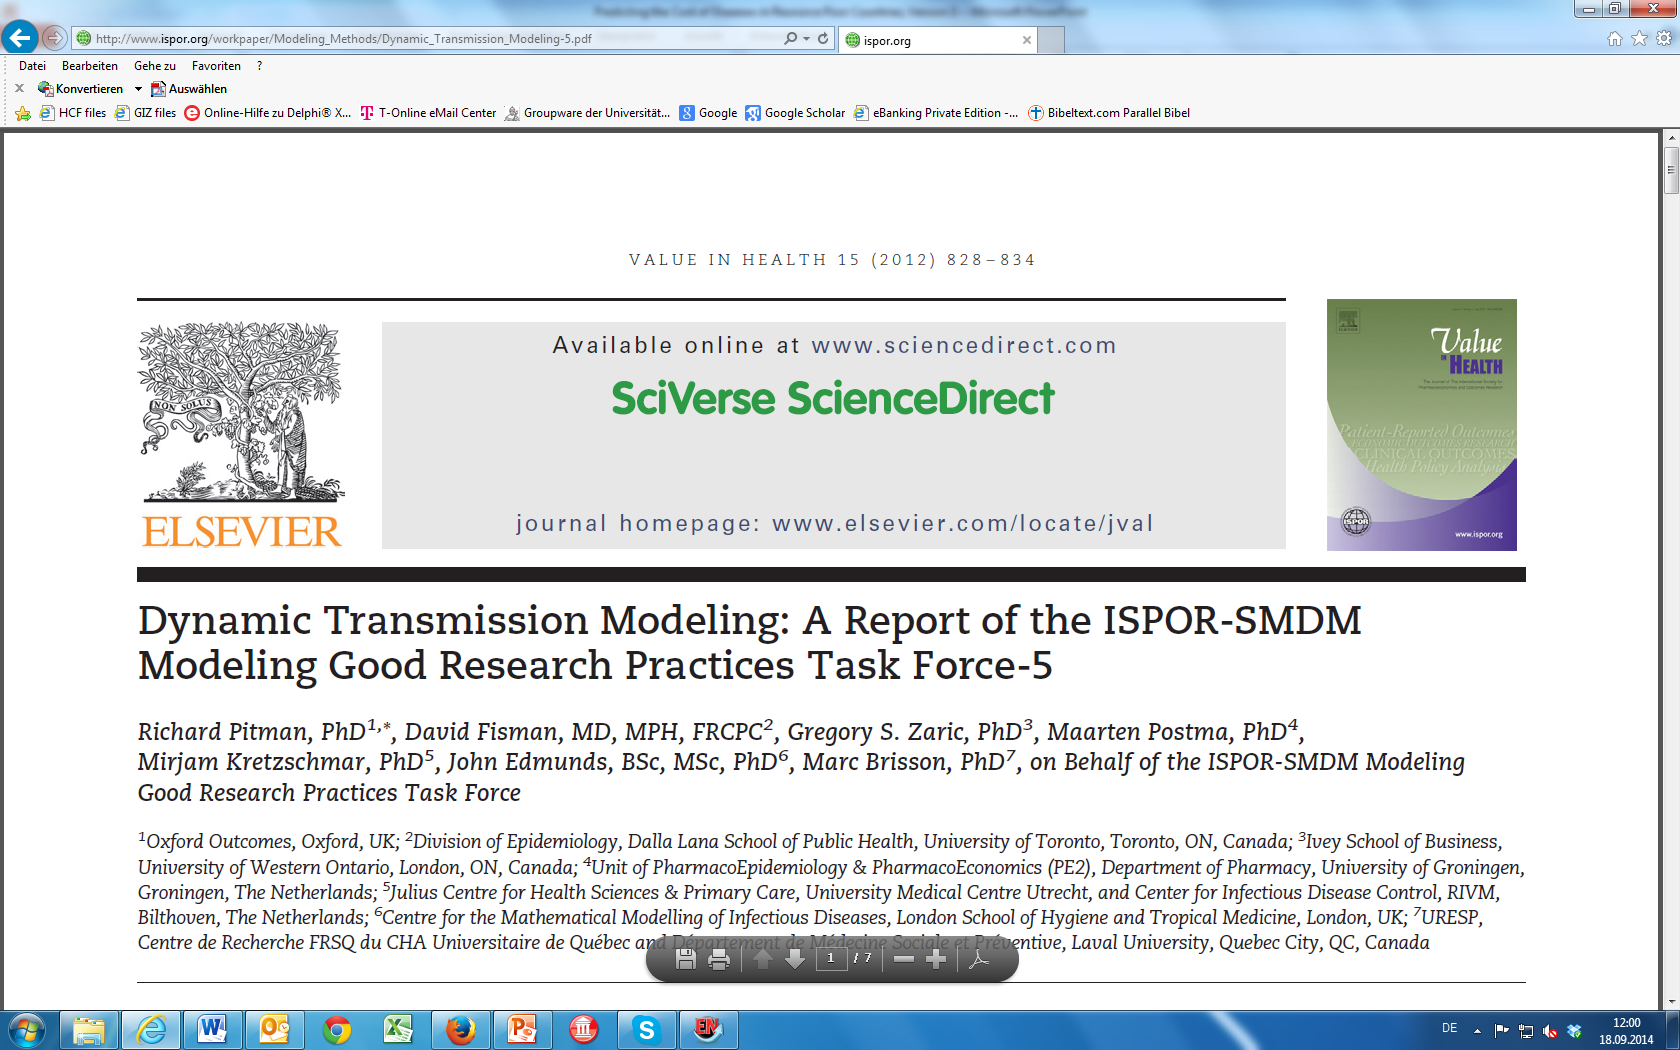 http://www.ispor.org/workpaper/Modeling_Methods/Dynamic_Transmission_Modeling-5.pdf
ispor.org
Datei Bearbeiten Gehe zu Favoriten ?
Konvertieren Auswählen
HCF files GIZ files Online-Hilfe zu Delphi® X... T-Online eMail Center Groupware der Universität... Google Google Scholar eBanking Private Edition -... Bibeltext.com Parallel Bibel
VALUE IN HEALTH 15 (2012) 828–834
Available online at www.sciencedirect.com
SciVerse ScienceDirect
journal homepage: www.elsevier.com/locate/jval
NON SOLUS
ELSEVIER
Value
IN HEALTH
Patient-Reported Outcomes
CLINICAL OUTCOMES
Health Policy Analyses
ISPOR
www.ispor.org
Dynamic Transmission Modeling: A Report of the ISPOR-SMDM
Modeling Good Research Practices Task Force-5
Richard Pitman, PhD1,*, David Fisman, MD, MPH, FRCPC2, Gregory S. Zaric, PhD3, Maarten Postma, PhD4,
Mirjam Kretzschmar, PhD5, John Edmunds, BSc, MSc, PhD6, Marc Brisson, PhD7, on Behalf of the ISPOR-SMDM Modeling
Good Research Practices Task Force
1Oxford Outcomes, Oxford, UK; 2Division of Epidemiology, Dalla Lana School of Public Health, University of Toronto, Toronto, ON, Canada; 3Ivey School of Business,
University of Western Ontario, London, ON, Canada; 4Unit of PharmacoEpidemiology & PharmacoEconomics (PE2), Department of Pharmacy, University of Groningen,
Groningen, The Netherlands; 5Julius Centre for Health Sciences & Primary Care, University Medical Centre Utrecht, and Center for Infectious Disease Control, RIVM,
Bilthoven, The Netherlands; 6Centre for the Mathematical Modelling of Infectious Diseases, London School of Hygiene and Tropical Medicine, London, UK; 7URESP,
Centre de Recherche FRSQ du CHA Universitaire de Québec and Département de Médecine Sociale et Préventive, Laval University, Quebec City, QC, Canada
1 / 7
DE
12:00
18.09.2014